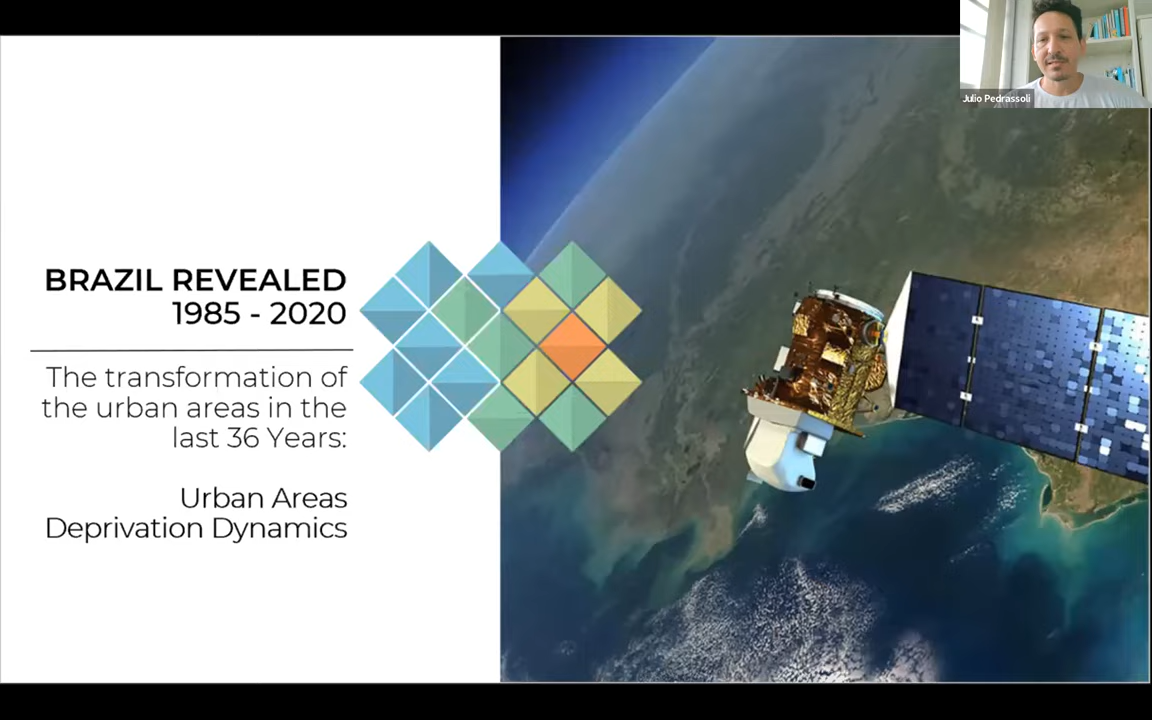 Julio Pedrassoli
BRAZIL REVEALED
1985 - 2020
The transformation of
the urban areas in the
last 36 Years:
Urban Areas
Deprivation Dynamics